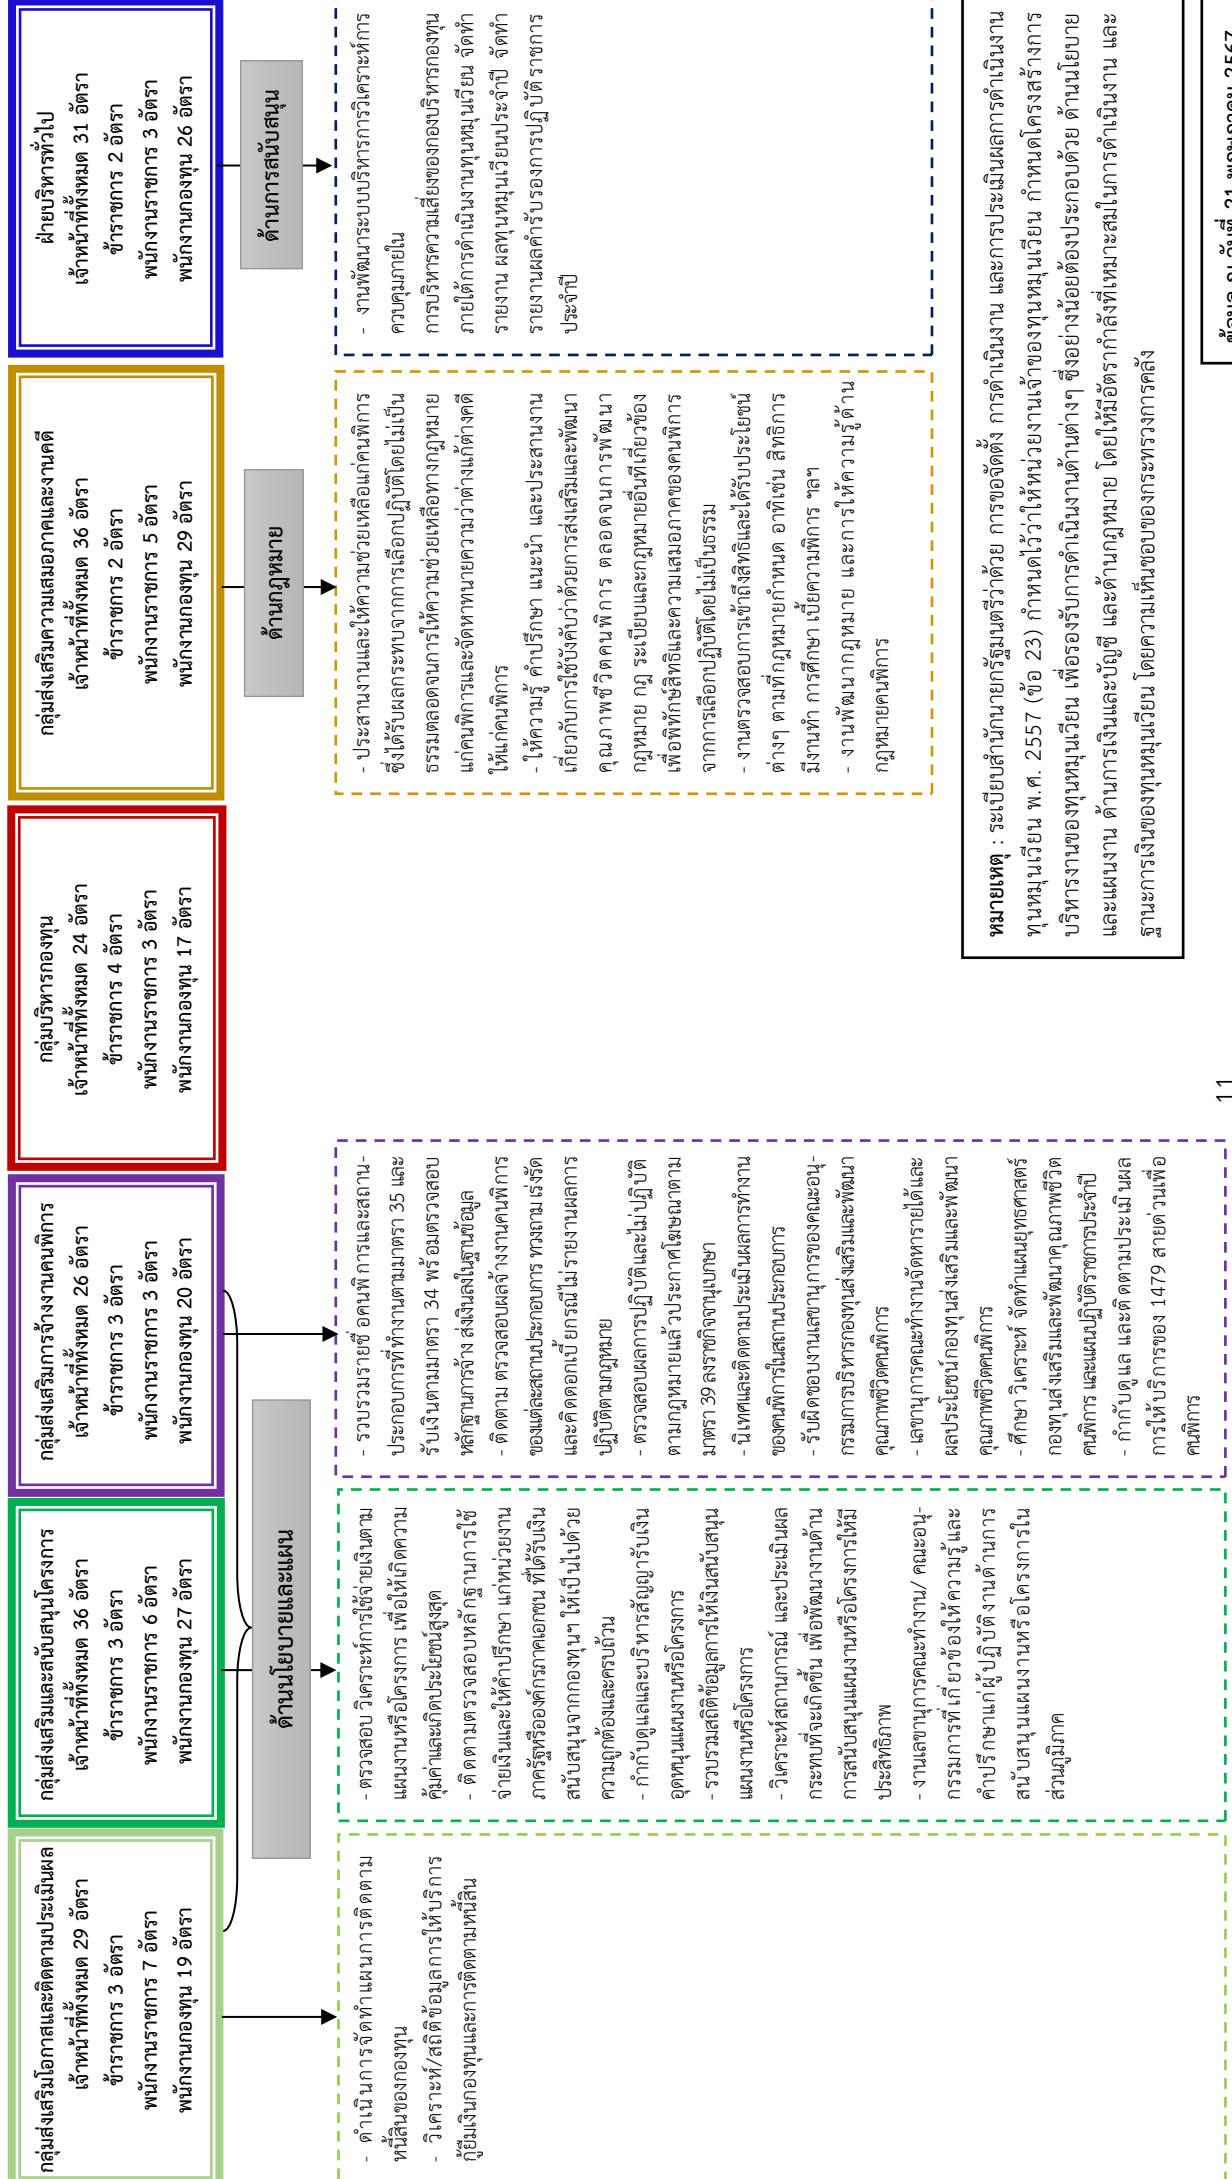 กลุ่มส่งเสริมโอกาสและติดตามประเมินผล
เจ้าหน้าที่ทั้งหมด 29 อัตรา
ข้าราชการ 3 อัตรา
พนักงานราชการ 7 อัตรา
พนักงานกองทุน 19 อัตรา
กลุ่มส่งเสริมและสนับสนุนโครงการ
เจ้าหน้าที่ทั้งหมด 36 อัตรา
ข้าราชการ 3 อัตรา
พนักงานราชการ 6 อัตรา
พนักงานกองทุน 27 อัตรา
กลุ่มส่งเสริมการจ้างงานคนพิการ
เจ้าหน้าที่ทั้งหมด 26 อัตรา
ข้าราชการ 3 อัตรา
พนักงานราชการ 3 อัตรา
พนักงานกองทุน 20 อัตรา
กลุ่มบริหารกองทุน
เจ้าหน้าที่ทั้งหมด 24 อัตรา
ข้าราชการ 4 อัตรา
พนักงานราชการ 3 อัตรา
พนักงานกองทุน 17 อัตรา
กลุ่มส่งเสริมความเสมอภาคและงานคดี
เจ้าหน้าที่ทั้งหมด 36 อัตรา
ข้าราชการ 2 อัตรา
พนักงานราชการ 5 อัตรา
พนักงานกองทุน 29 อัตรา
ฝ่ายบริหารทั่วไป
เจ้าหน้าที่ทั้งหมด 31 อัตรา
ข้าราชการ 2 อัตรา
พนักงานราชการ 3 อัตรา
พนักงานกองทุน 26 อัตรา
ด้านนโยบายและแผน
ด้านกฎหมาย
ด้านการสนับสนุน
- ดำเนินการจัดทำแผนการติดตาม
หนี้สินของกองทุน
- วิเคราะห์/สถิติข้อมูลการให้บริการ
กู้ยืมเงินกองทุนและการติดตามหนี้สิน
- ตรวจสอบ วิเคราะห์การใช้จ่ายเงินตาม
แผนงานหรือโครงการ เพื่อให้เกิดความ
คุ้มค่าและเกิดประโยชน์สูงสุด
- ติดตามตรวจสอบหลักฐานการใช้
จ่ายเงินและให้คำปรึกษา แก่หน่วยงาน
ภาครัฐหรือองค์กรภาคเอกชน ที่ได้รับเงิน
สนับสนุนจากกองทุนฯ ให้เป็นไปด้วย
ความถูกต้องและครบถ้วน
- กำกับดูแลและบริหารสัญญารับเงิน
อุดหนุนแผนงานหรือโครงการ
- รวบรวมสถิติข้อมูลการให้เงินสนับสนุน
แผนงานหรือโครงการ
- วิเคราะห์สถานการณ์ และประเมินผล
กระทบที่จะเกิดขึ้น เพื่อพัฒนางานด้าน
การสนับสนุนแผนงานหรือโครงการให้มี
ประสิทธิภาพ
- งานเลขานุการคณะทำงาน/ คณะอนุ-
กรรมการที่เกี่ยวข้องให้ความรู้และ
คำปรึกษาแก่ผู้ปฏิบัติงานด้านการ
สนับสนุนแผนงานหรือโครงการใน
ส่วนภูมิภาค
- รวบรวมรายชื่อคนพิการและสถาน-
ประกอบการที่ทำงานตามมาตรา 35 และ
รับเงินตามมาตรา 34 พร้อมตรวจสอบ
หลักฐานการจ้าง ส่งเงินลงในฐานข้อมูล
- ติดตาม ตรวจสอบผลจ้างงานคนพิการ
ของแต่ละสถานประกอบการ ทวงถาม เร่งรัด
และคิดดอกเบี้ยกรณีไม่รายงานผลการ
ปฏิบัติตามกฎหมาย
- ตรวจสอบผลการปฏิบัติและไม่ปฏิบัติ
ตามกฎหมายแล้วประกาศโฆษณาตาม
มาตรา 39 ลงราชกิจจานุเบกษา
- นิเทศและติดตามประเมินผลการทำงาน
ของคนพิการในสถานประกอบการ
- รับผิดชอบงานเลขานุการของคณะอนุ-
กรรมการบริหารกองทุนส่งเสริมและพัฒนา
คุณภาพชีวิตคนพิการ
- เลขานุการคณะทำงานจัดหารายได้และ
ผลประโยชน์กองทุนส่งเสริมและพัฒนา
คุณภาพชีวิตคนพิการ
- ศึกษา วิเคราะห์ จัดทำแผนยุทธศาสตร์
กองทุนส่งเสริมและพัฒนาคุณภาพชีวิต
คนพิการ และแผนปฏิบัติราชการประจำปี
- กำกับดูแล และติดตามประเมินผล
การให้บริการของ 1479 สายด่วนเพื่อ
คนพิการ
- ประสานงานและให้ความช่วยเหลือแก่คนพิการ
ซึ่งได้รับผลกระทบจากการเลือกปฏิบัติโดยไม่เป็น
ธรรมตลอดจนการให้ความช่วยเหลือทางกฎหมาย
แก่คนพิการและจัดหาทนายความว่าต่างแก้ต่างคดี
ให้แก่คนพิการ
- ให้ความรู้ คำปรึกษา แนะนำ และประสานงาน
เกี่ยวกับการใช้บังคับว่าด้วยการส่งเสริมและพัฒนา
คุณภาพชีวิตคนพิการ ตลอดจนการพัฒนา
กฎหมาย กฎ ระเบียบและกฎหมายอื่นที่เกี่ยวข้อง
เพื่อพิทักษ์สิทธิและความเสมอภาคของคนพิการ
จากการเลือกปฏิบัติโดยไม่เป็นธรรม
- งานตรวจสอบการเข้าถึงสิทธิและได้รับประโยชน์
ต่างๆ ตามที่กฎหมายกำหนด อาทิเช่น สิทธิการ
มีงานทำ การศึกษา เบี้ยความพิการ ฯลฯ
- งานพัฒนากฎหมาย และการให้ความรู้ด้าน
กฎหมายคนพิการ
- งานพัฒนาระบบบริหารการวิเคราะห์การ
ควบคุมภายใน
การบริหารความเสี่ยงของกองบริหารกองทุน
ภายใต้การดำเนินงานทุนหมุนเวียน จัดทำ
รายงาน ผลทุนหมุนเวียนประจำปี จัดทำ
รายงานผลคำรับรองการปฏิบัติราชการ
ประจำปี
หมายเหตุ : ระเบียบสำนักนายกรัฐมนตรีว่าด้วย การขอจัดตั้ง การดำเนินงาน และการประเมินผลการดำเนินงาน
ทุนหมุนเวียน พ.ศ. 2557 (ข้อ 23) กำหนดไว้ว่าให้หน่วยงานเจ้าของทุนหมุนเวียน กำหนดโครงสร้างการ
บริหารงานของทุนหมุนเวียน เพื่อรองรับการดำเนินงานด้านต่างๆ ซึ่งอย่างน้อยต้องประกอบด้วย ด้านนโยบาย
และแผนงาน ด้านการเงินและบัญชี และด้านกฎหมาย โดยให้มีอัตรากำลังที่เหมาะสมในการดำเนินงาน และ
ฐานะการเงินของทุนหมุนเวียน โดยความเห็นชอบของกระทรวงการคลัง
ข้อมูล ณ วันที่ 31 พฤษภาคม 2567
11